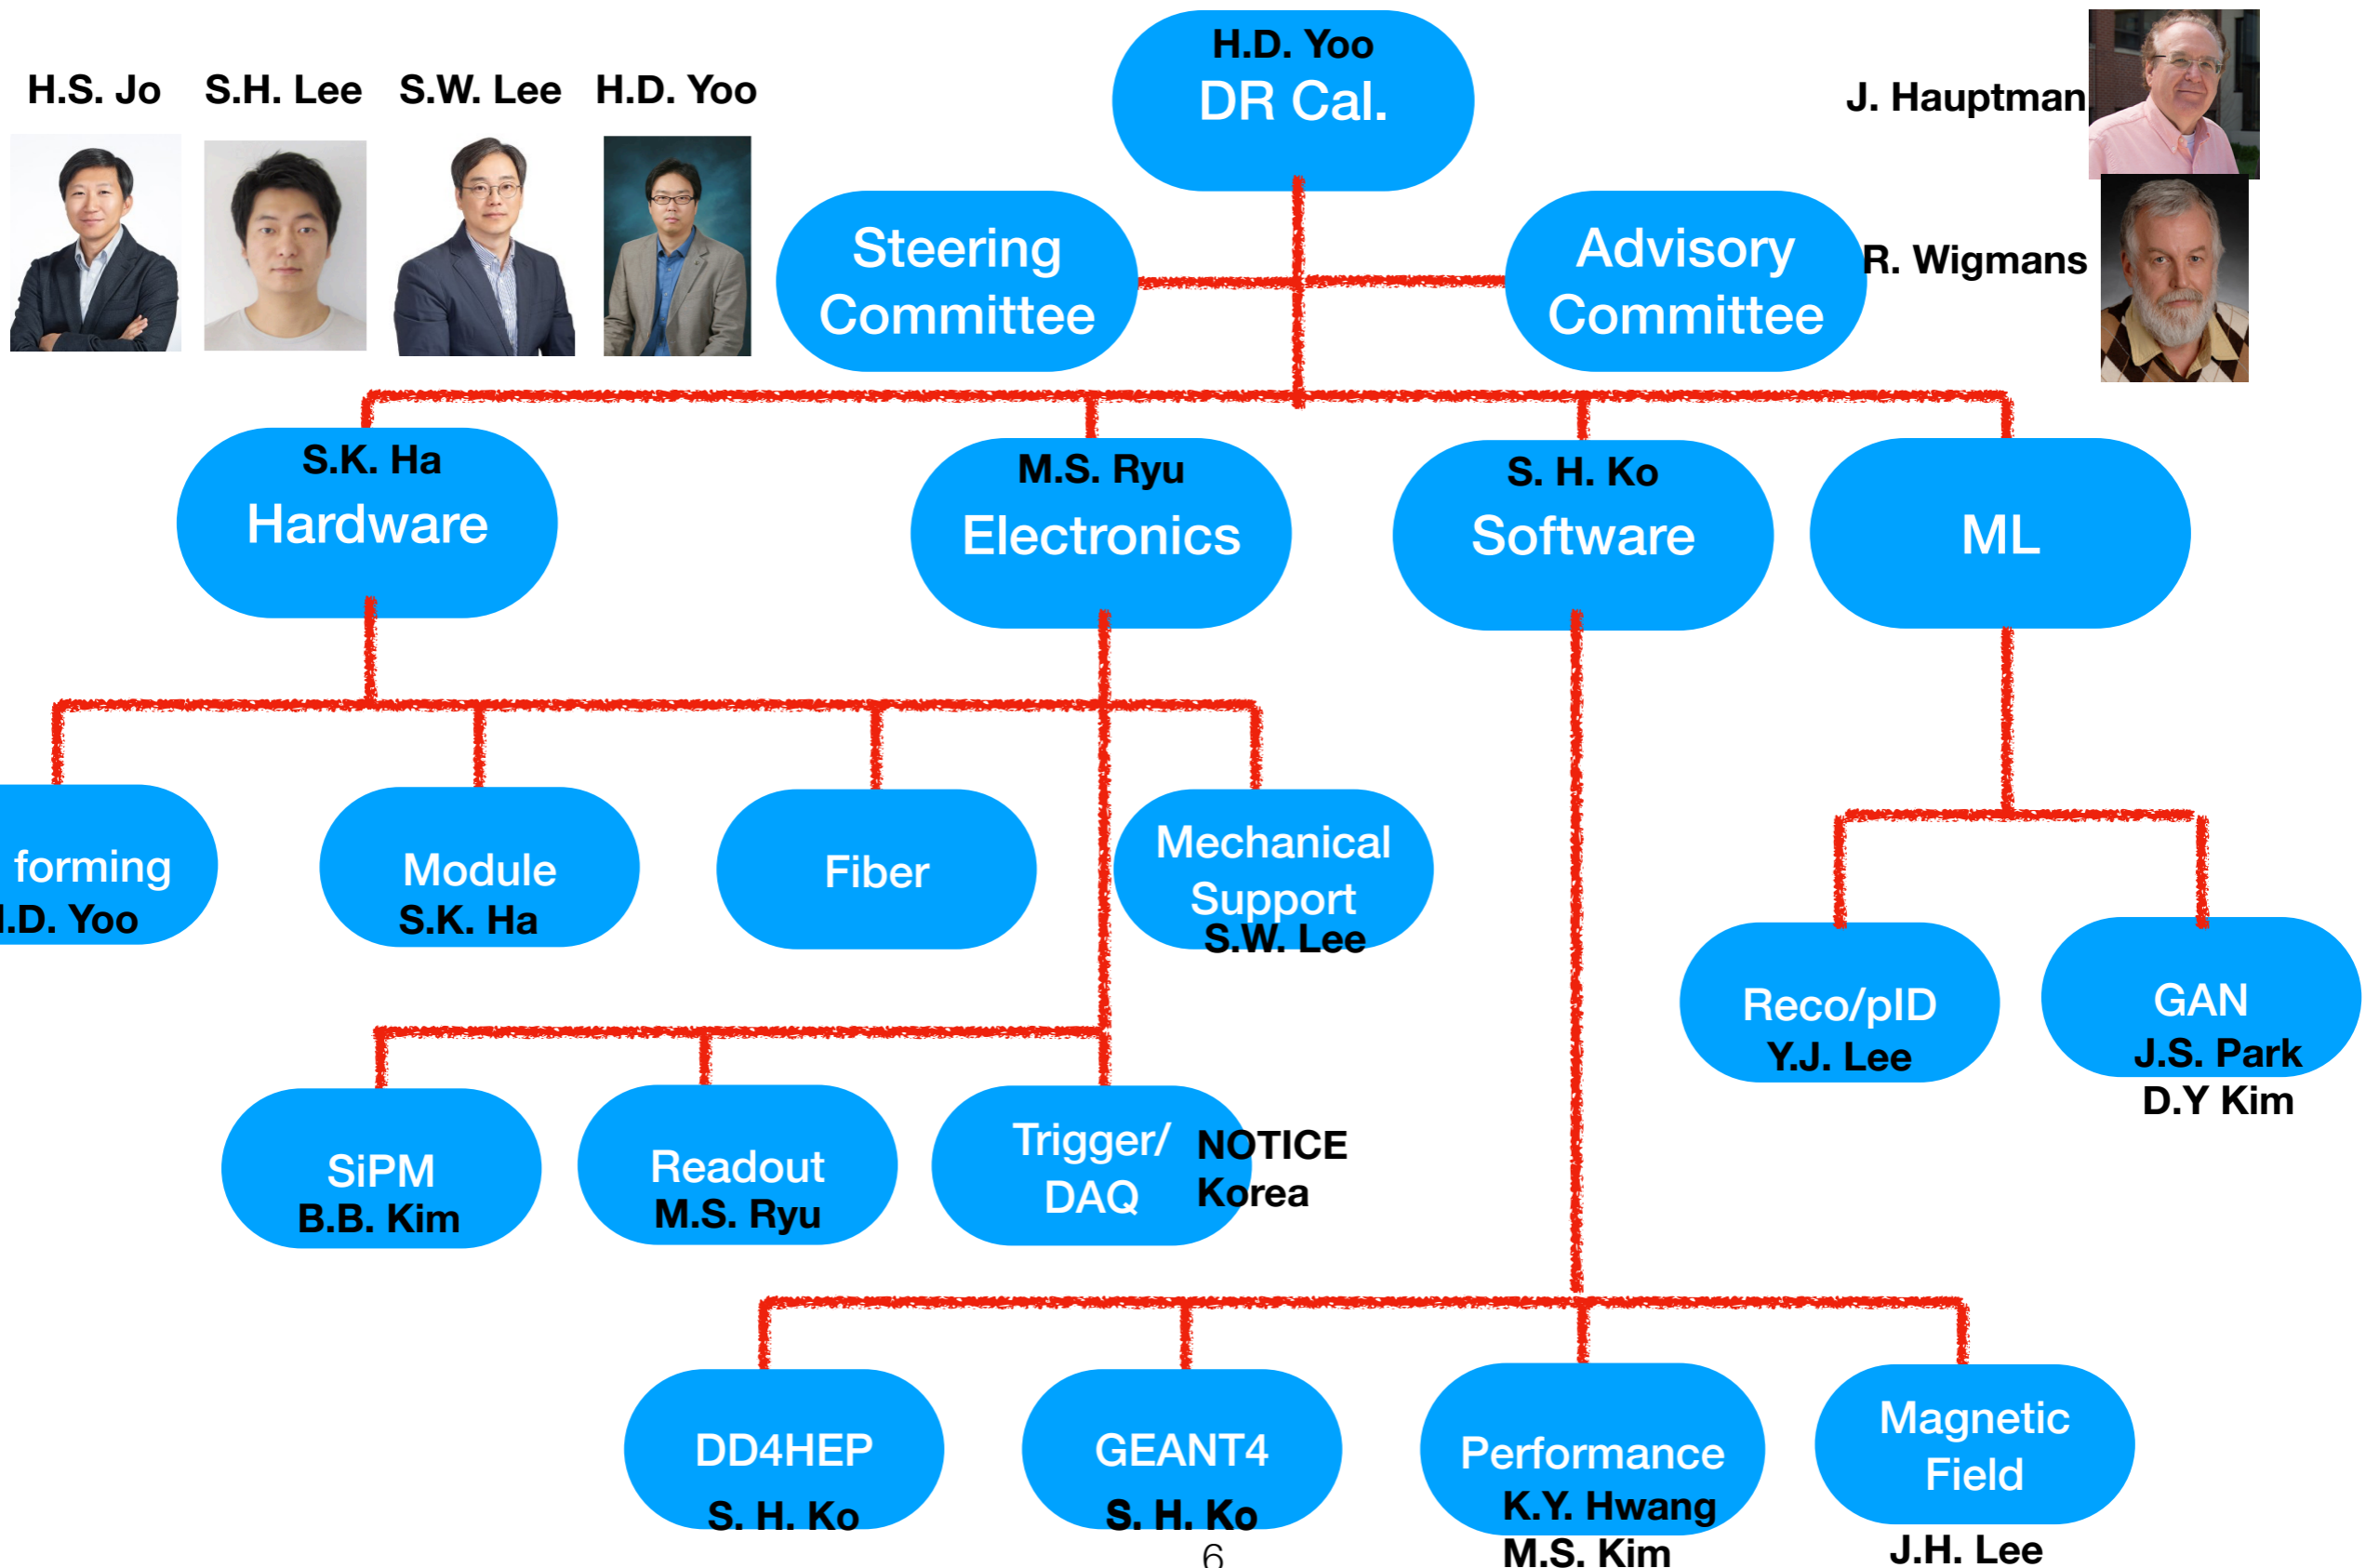 H.D. Yoo
DR Cal.
H.S. Jo
S.H. Lee
S.W. Lee
H.D. Yoo
J. Hauptman
Steering
Committee
Advisory
Committee
R. Wigmans
S.K. Ha
Hardware
M.S. Ryu
Electronics
S. H. Ko
Software
ML
forming
.D. Yoo
Module
S.K. Ha
Fiber
Mechanical
Support
S.W. Lee
Reco/pID
Y.J. Lee
GAN
J.S. Park
D.Y Kim
SiPM
B.B. Kim
Readout
M.S. Ryu
Trigger/
DAQ
NOTICE
Korea
DD4HEP
S. H. Ko
GEANT4
S. H. Ko
Performance
K.Y. Hwang
M.S. Kim
Magnetic
Field
J.H. Lee
6